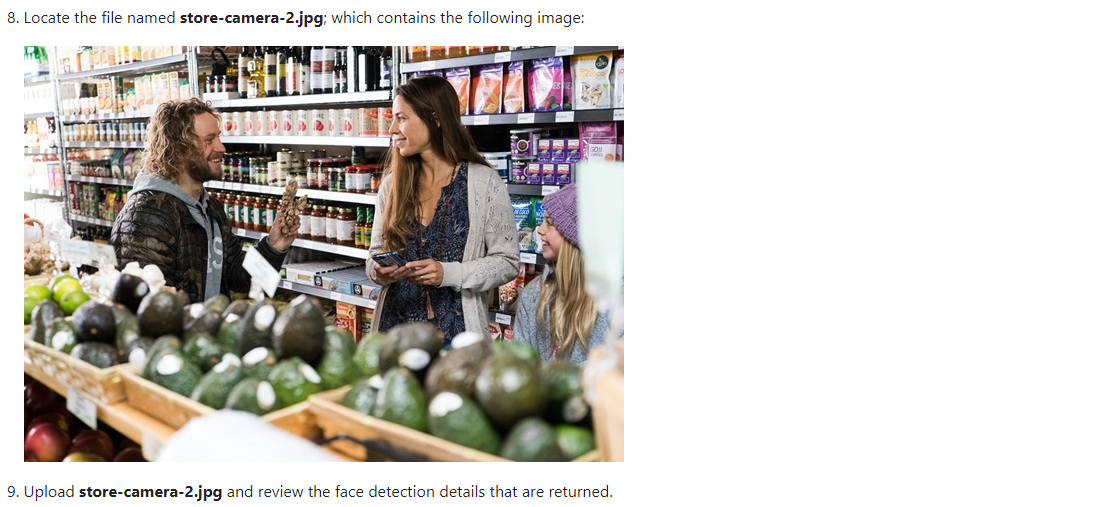 8. Locate the file named store-camera-2.jpg; which contains the following image:
9. Upload store-camera-2.jpg and review the face detection details that are returned.